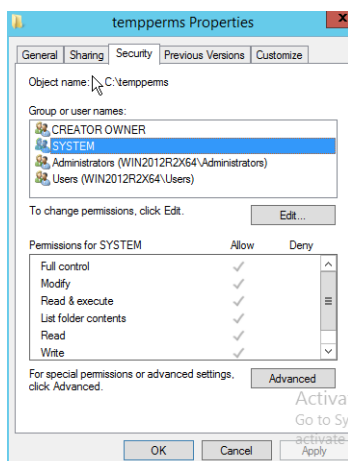 tempperms Properties
x
General Sharing Security Previous Versions Customize
Object name: C:\tempperms
Group or user names:
CREATOR OWNER
SYSTEM
Administrators (WIN2012R2X64\Administrators)
Users (WIN2012R2X64\Users)
To change permissions, click Edit.
Edit...
Permissions for SYSTEM Allow Deny
Full control
Modify
Read & execute
List folder contents
Read
Write
For special permissions or advanced settings,
click Advanced.
Advanced
Activa
Go to Sy
activate
OK Cancel Apply